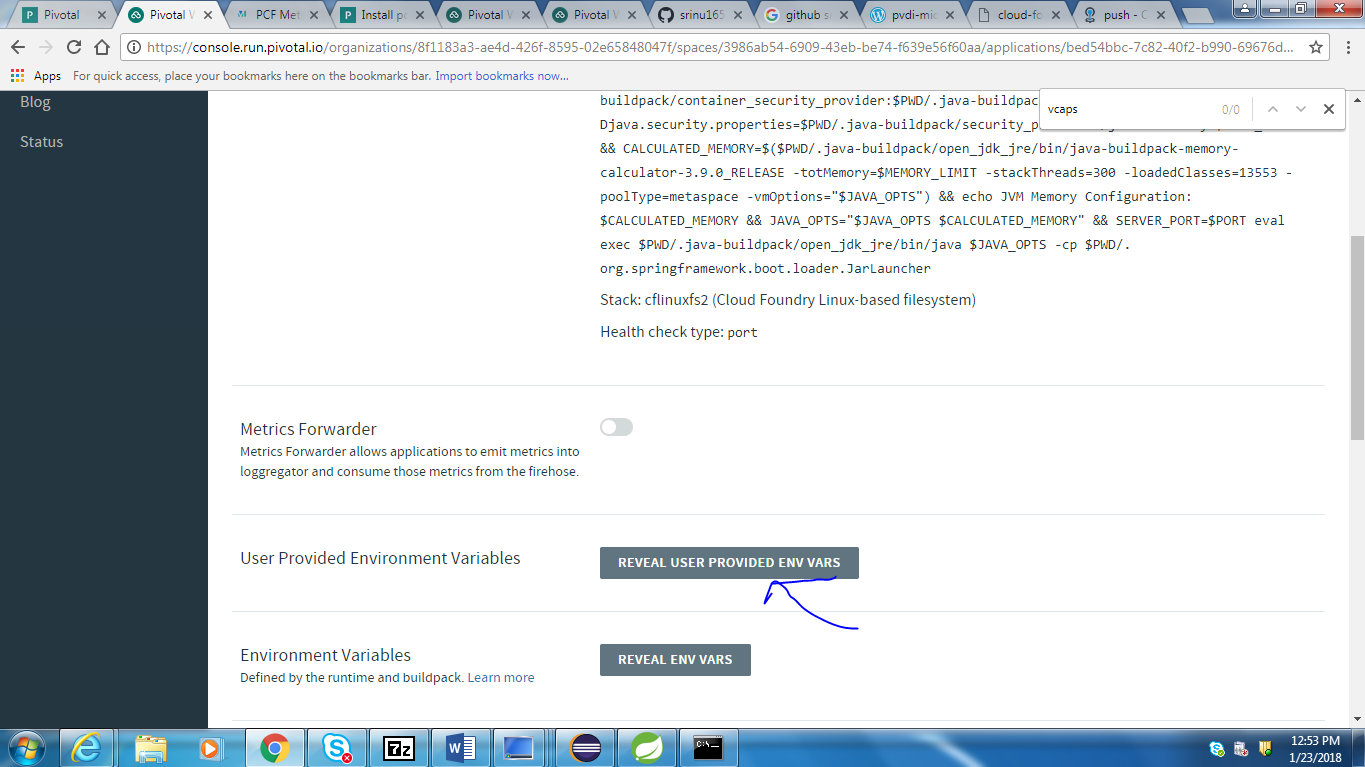 Pivotal
Pivotal W
PCF Met
Install pc
Pivotal W
Pivotal W
srinu165
github s
pvdi-mic
cloud-fo
push - C
https://console.run.pivotal.io/organizations/8f1183a3-ae4d-426f-8595-02e65848047f/spaces/3986ab54-6909-43eb-be74-f639e56f60aa/applications/bed54bbc-7c82-40f2-b990-69676d...
Apps For quick access, place your bookmarks here on the bookmarks bar. Import bookmarks now...
vcaps 0/0
Blog
Status
buildpack/container_security_provider:$PWD/.java-buildpack
Djava.security.properties=$PWD/.java-buildpack/security_p
&& CALCULATED_MEMORY=$($PWD/.java-buildpack/open_jdk_jre/bin/java-buildpack-memory-
calculator-3.9.0_RELEASE -totMemory=$MEMORY_LIMIT -stackThreads=300 -loadedClasses=13553 -
poolType=metaspace -vmOptions="$JAVA_OPTS") && echo JVM Memory Configuration:
$CALCULATED_MEMORY && JAVA_OPTS="$JAVA_OPTS $CALCULATED_MEMORY" && SERVER_PORT=$PORT eval
exec $PWD/.java-buildpack/open_jdk_jre/bin/java $JAVA_OPTS -cp $PWD/.
org.springframework.boot.loader.JarLauncher
Stack: cflinuxfs2 (Cloud Foundry Linux-based filesystem)
Health check type: port
Metrics Forwarder
Metrics Forwarder allows applications to emit metrics into
loggregator and consume those metrics from the firehose.
User Provided Environment Variables
REVEAL USER PROVIDED ENV VARS
Environment Variables
Defined by the runtime and buildpack. Learn more
REVEAL ENV VARS
12:53 PM
1/23/2018